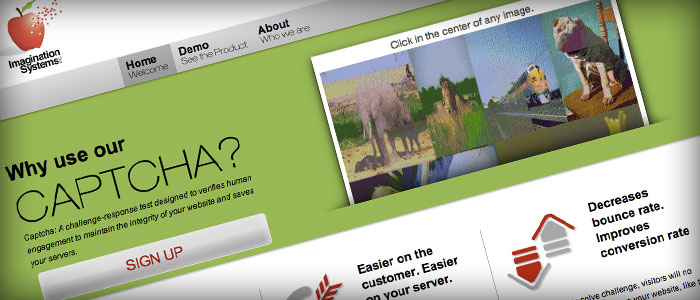 Imagination
Systems
Home
Welcome
Demo
See the Product
About
Who we are
Click in the center of any image.
Why use our
CAPTCHA?
Captcha: A challenge-response test designed to verifies human
engagement to maintain the integrity of your website and saves
your servers.
SIGN UP
Easier on the
customer. Easier
on your server.
Decreases
bounce rate.
Improves
conversion rate
solve challenge, visitors will no
your website, like